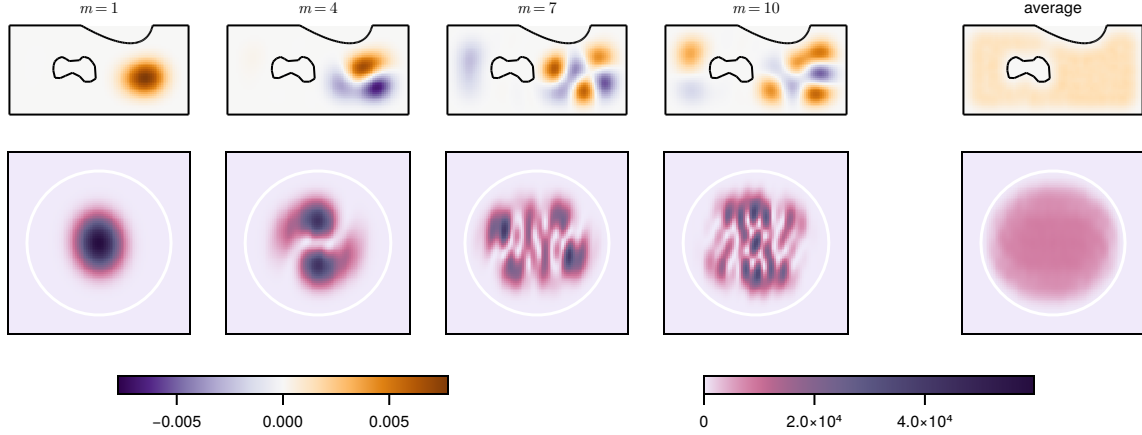 m = 1 m = 4 m = 7 m = 10 average
−0.005 0.000 0.005 0 2.0×10⁴ 4.0×10⁴